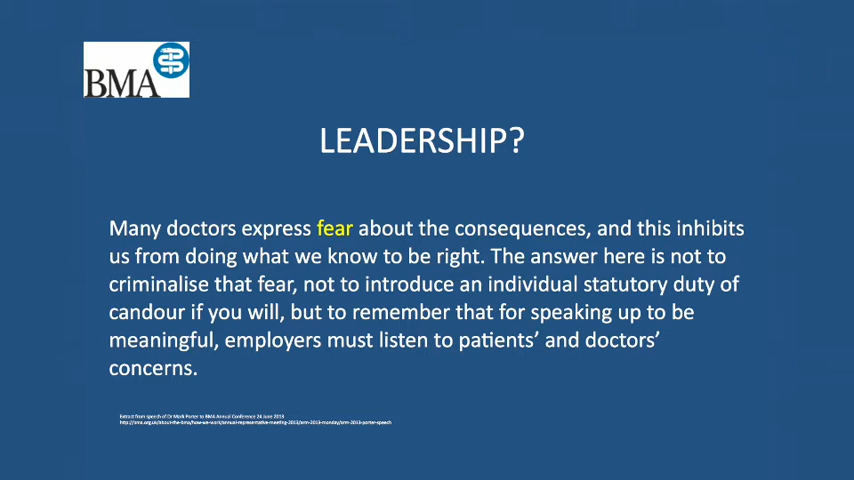 BMA
LEADERSHIP?
Many doctors express fear about the consequences, and this inhibits
us from doing what we know to be right. The answer here is not to
criminalise that fear, not to introduce an individual statutory duty of
candour if you will, but to remember that for speaking up to be
meaningful, employers must listen to patients’ and doctors’
concerns.
Extract from speech of Dr Mark Porter to BMA Annual Conference 24 June 2013
http://bma.org.uk/about-the-bma/how-we-work/annual-representative-meeting-2013/arm-2013-monday/arm-2013-porter-speech